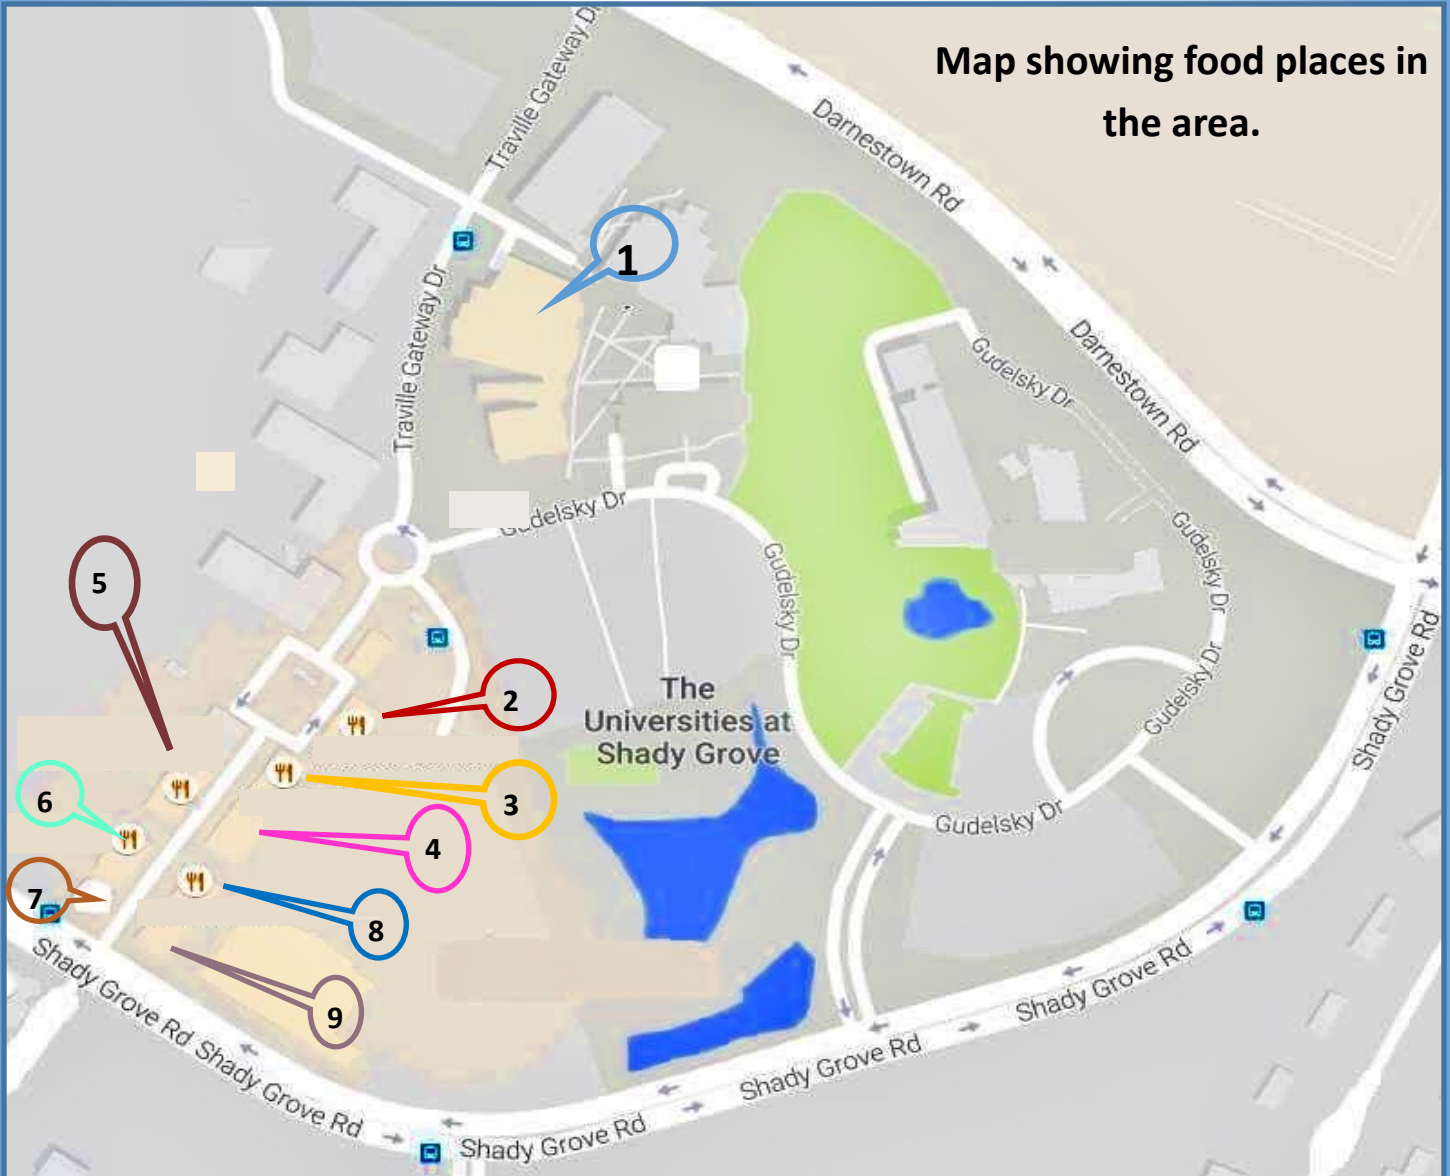 Map showing food places in
the area.
Traville Gateway Dr
Darnestown Rd
1
Traville Gateway Dr
Gudelsky Dr
Darnestown Rd
Gudelsky Dr
Gudelsky Dr
Gudelsky Dr
5
Gudelsky Dr
Shady Grove Rd
2
The
Universities at
Shady Grove
3
6
4
Gudelsky Dr
7
8
9
Shady Grove Rd
Shady Grove Rd
Shady Grove Rd
Shady Grove Rd
Shady Grove Rd